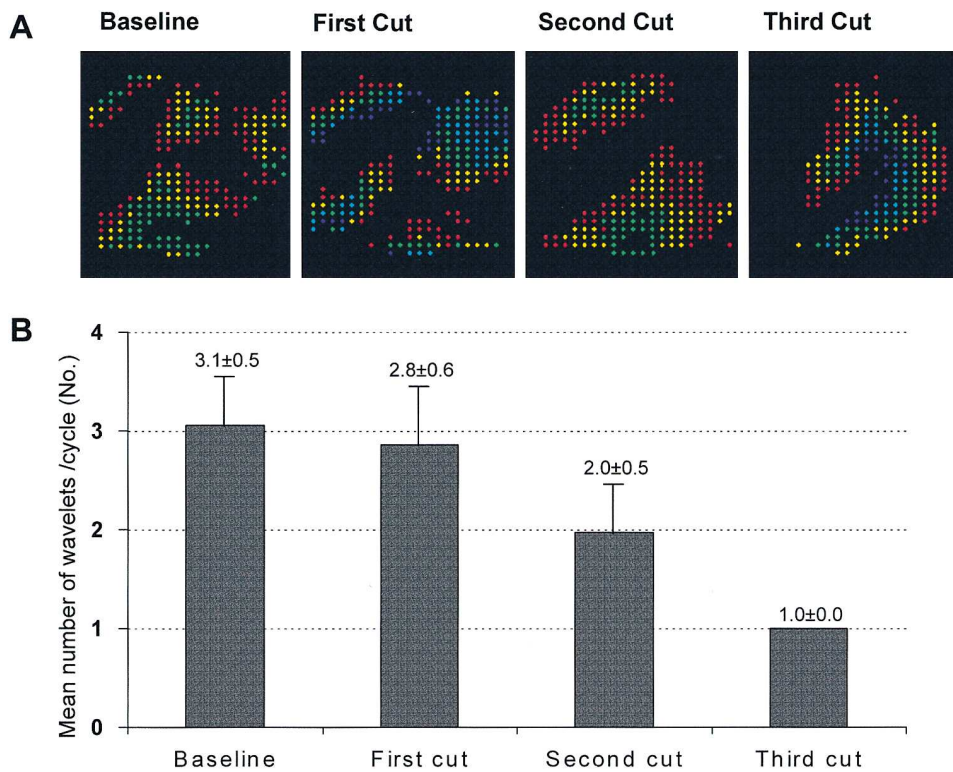 A
Baseline
First Cut
Second Cut
Third Cut
B
Mean number of wavelets /cycle (No.)
4
3
2
1
0
3.1±0.5
2.8±0.6
2.0±0.5
1.0±0.0
Baseline
First cut
Second cut
Third cut